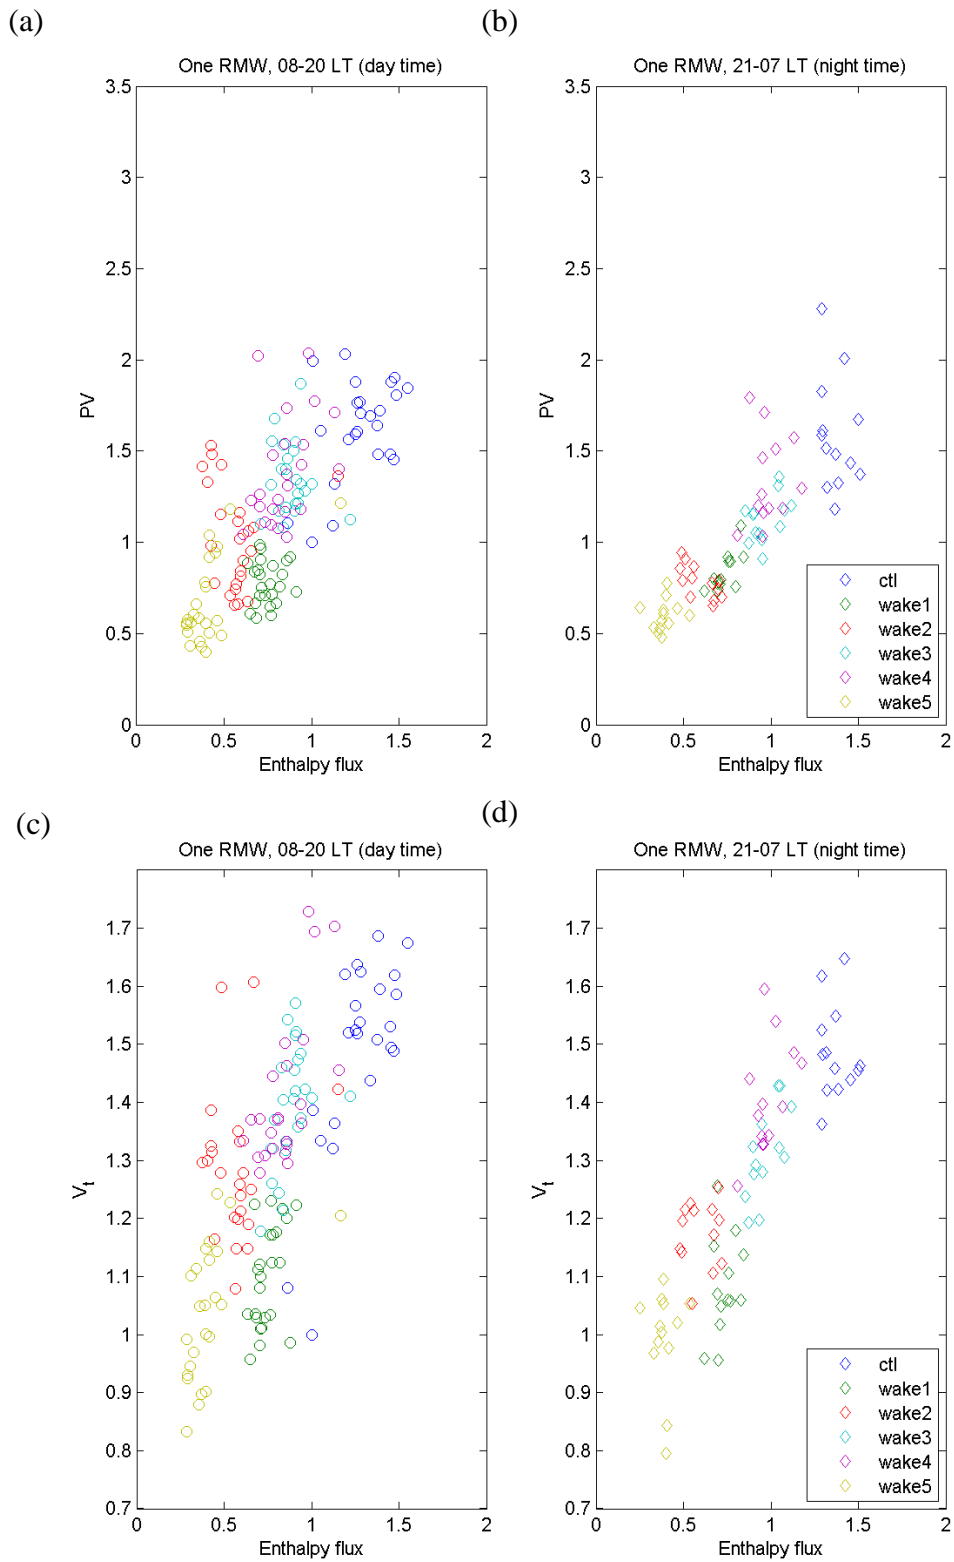 (a)
One RMW, 08-20 LT (day time)
3.5
3
2.5
2
1.5
1
0.5
0
PV
0 0.5 1 1.5 2
Enthalpy flux
(b)
One RMW, 21-07 LT (night time)
3.5
3
2.5
2
1.5
1
0.5
0
PV
ctl
wake1
wake2
wake3
wake4
wake5
0 0.5 1 1.5 2
Enthalpy flux
(c)
One RMW, 08-20 LT (day time)
1.7
1.6
1.5
1.4
1.3
1.2
1.1
1
0.9
0.8
0.7
Vt
0 0.5 1 1.5 2
Enthalpy flux
(d)
One RMW, 21-07 LT (night time)
1.7
1.6
1.5
1.4
1.3
1.2
1.1
1
0.9
0.8
0.7
Vt
ctl
wake1
wake2
wake3
wake4
wake5
0 0.5 1 1.5 2
Enthalpy flux